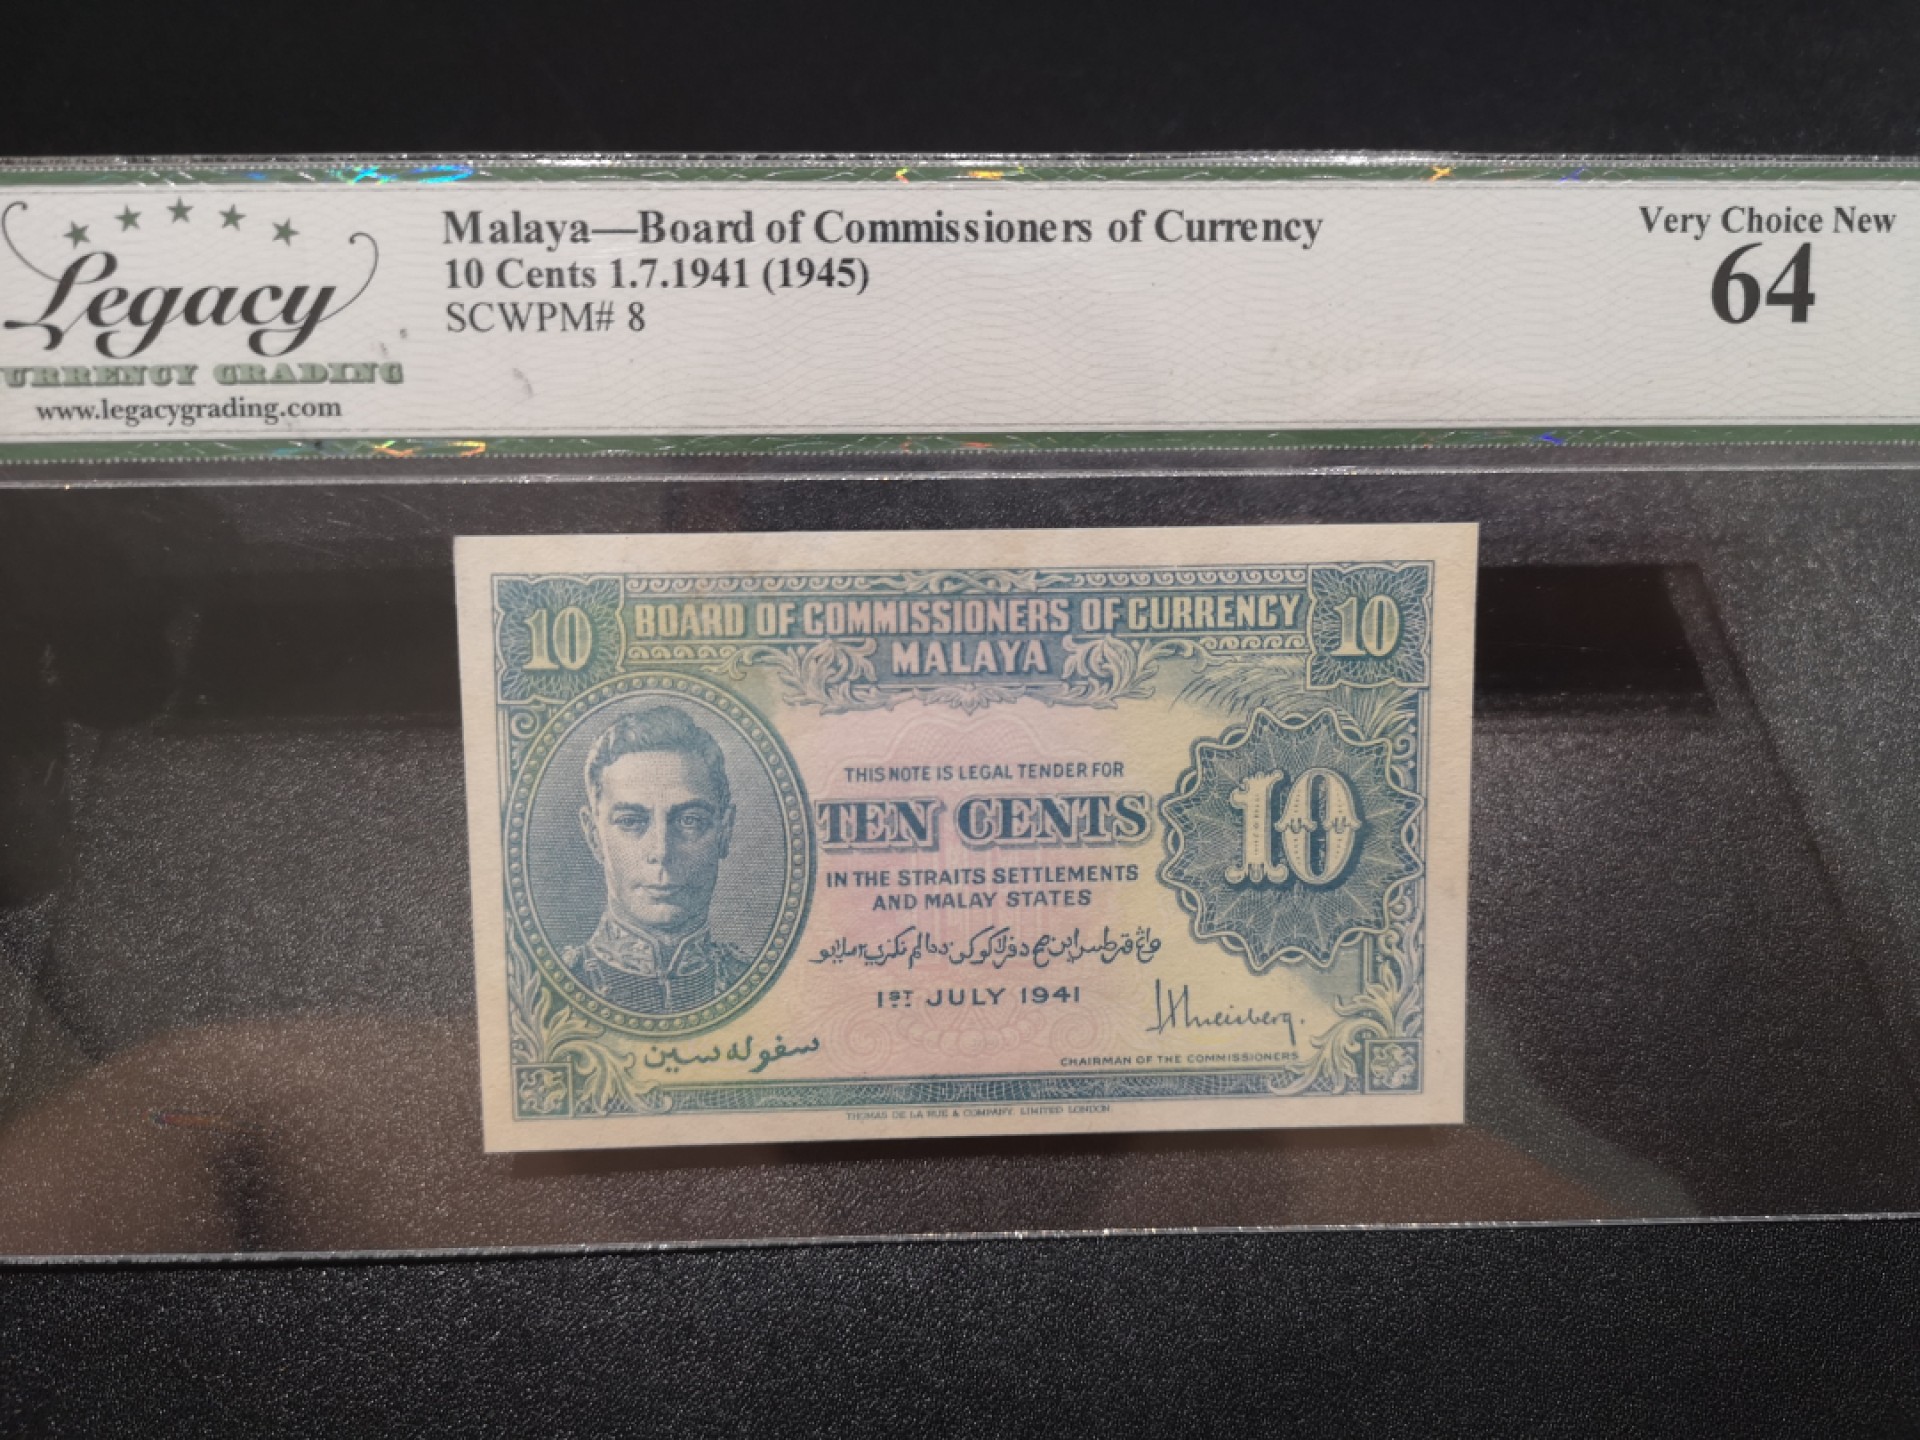 Legacy
CURRENCY GRADING
www.legacygrading.com
Malaya—Board of Commissioners of Currency
10 Cents 1.7.1941 (1945)
SCWPM# 8
Very Choice New
64
10 BOARD OF COMMISSIONERS OF CURRENCY 10
MALAYA
THIS NOTE IS LEGAL TENDER FOR
TEN CENTS
10
IN THE STRAITS SETTLEMENTS
AND MALAY STATES
1ST JULY 1941
سفوله سين
CHAIRMAN OF THE COMMISSIONERS
THOMAS DE LA RUE & COMPANY, LIMITED LONDON.